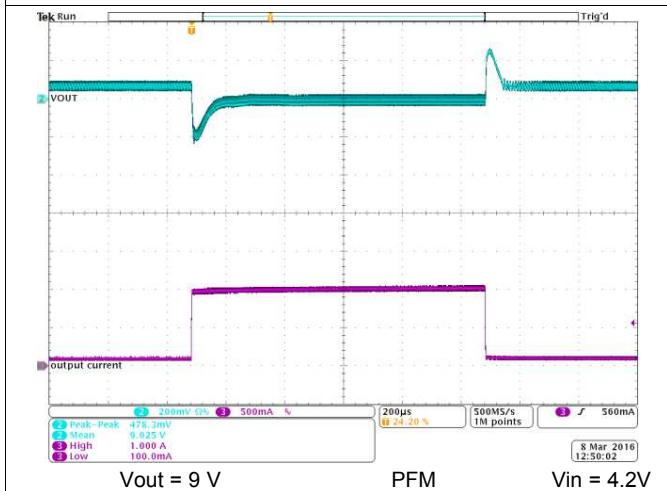 Tek Run Trig'd
T
2 VOUT
3 output current
2 200mV Ω 3 500mA
2 Peak-Peak 478.3mV
2 Mean 9.025 V
3 High 1.000 A
3 Low 100.0mA
200µs
T 24.20 %
500MS/s
1M points
3 560mA
8 Mar 2016
12:50:02
Vout = 9 V PFM Vin = 4.2V